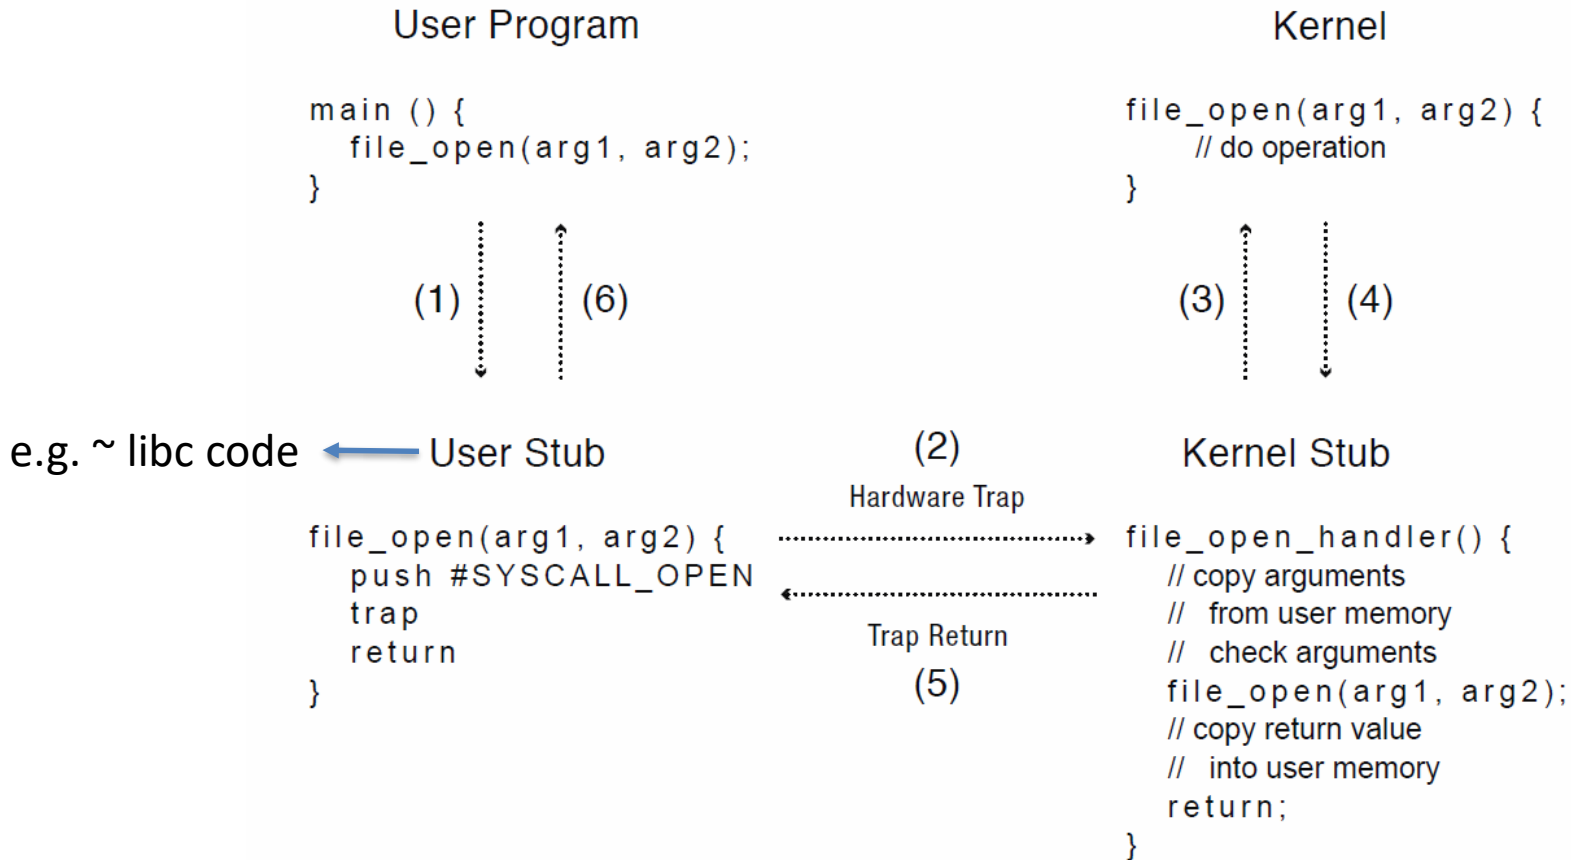 User Program
main () {
file_open(arg1, arg2);
}
(1)
(6)
Kernel
file_open(arg1, arg2) {
// do operation
}
(3)
(4)
e.g. ~ libc code
User Stub
file_open(arg1, arg2) {
push #SYSCALL_OPEN
trap
return
}
(2)
Hardware Trap
Trap Return
(5)
Kernel Stub
file_open_handler() {
// copy arguments
// from user memory
// check arguments
file_open(arg1, arg2);
// copy return value
// into user memory
return;
}